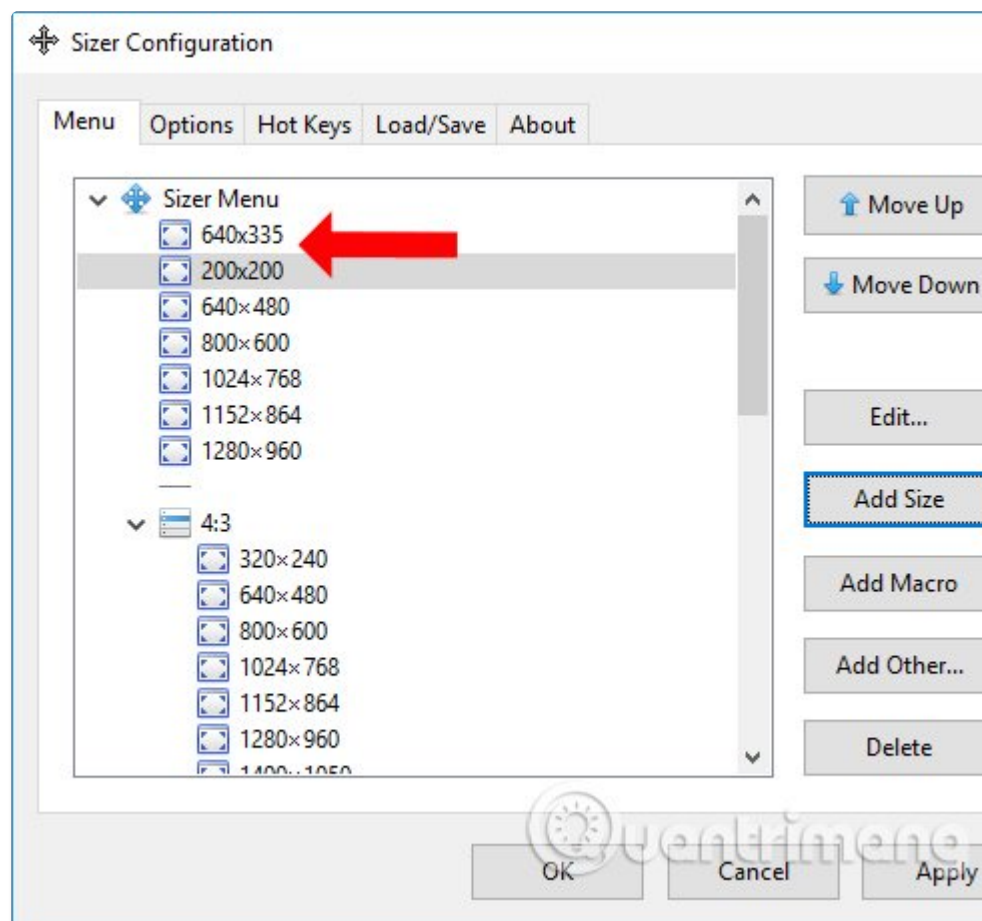 Sizer Configuration
Menu Options Hot Keys Load/Save About
Sizer Menu
640x335
200x200
640×480
800×600
1024×768
1152×864
1280×960
4:3
320×240
640×480
800×600
1024×768
1152×864
1280×960
1400×1050
Move Up
Move Down
Edit...
Add Size
Add Macro
Add Other...
Delete
Quantrimang
OK Cancel Apply